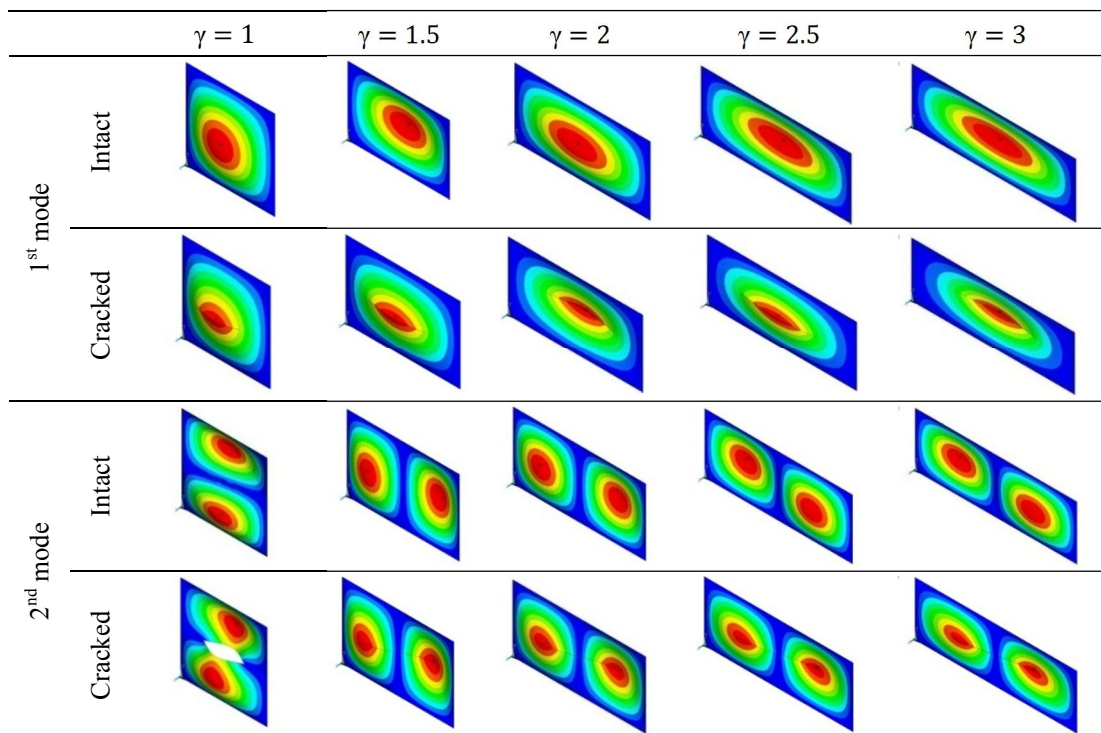 γ = 1 γ = 1.5 γ = 2 γ = 2.5 γ = 3
1st mode
Intact
Cracked
2nd mode
Intact
Cracked